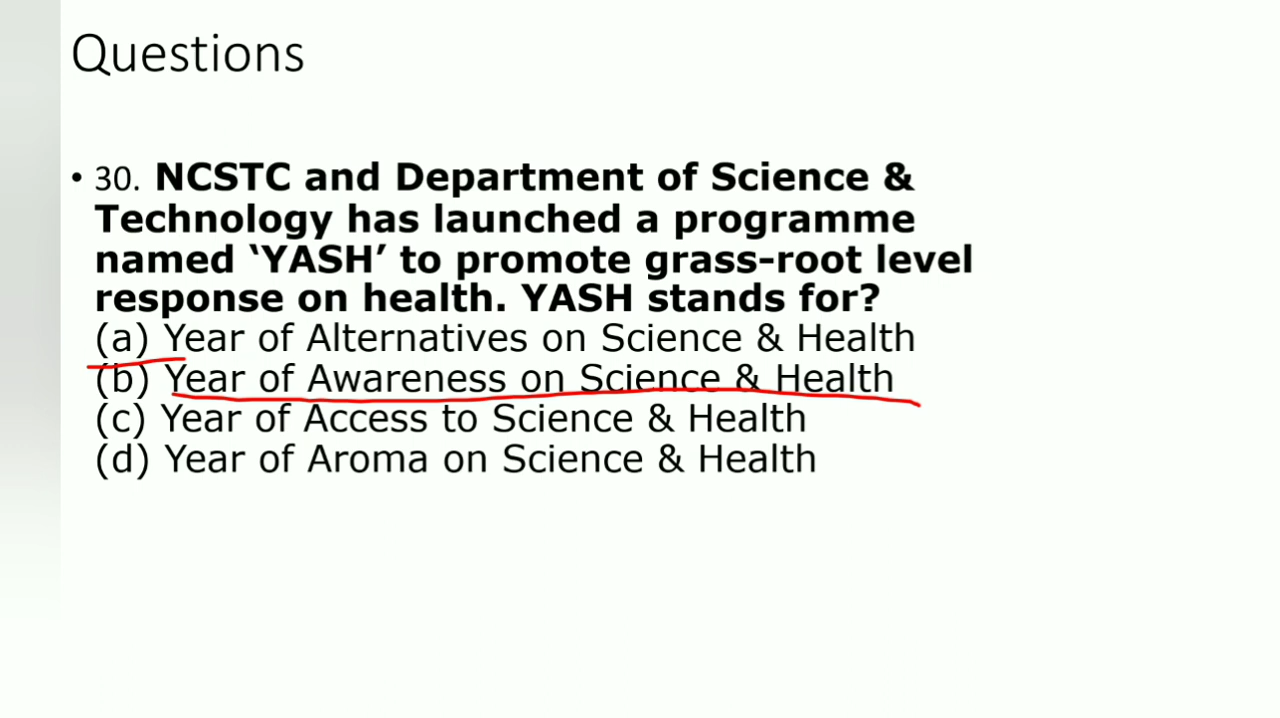 Questions
• 30. NCSTC and Department of Science &
Technology has launched a programme
named ‘YASH’ to promote grass-root level
response on health. YASH stands for?
(a) Year of Alternatives on Science & Health
(b) Year of Awareness on Science & Health
(c) Year of Access to Science & Health
(d) Year of Aroma on Science & Health